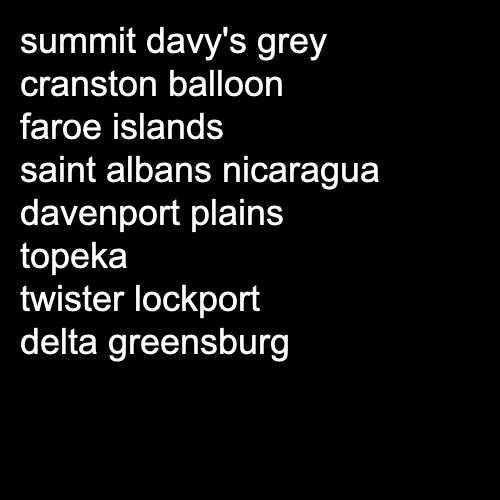 summit davy's grey
cranston balloon
faroe islands
saint albans nicaragua
davenport plains
topeka
twister lockport
delta greensburg